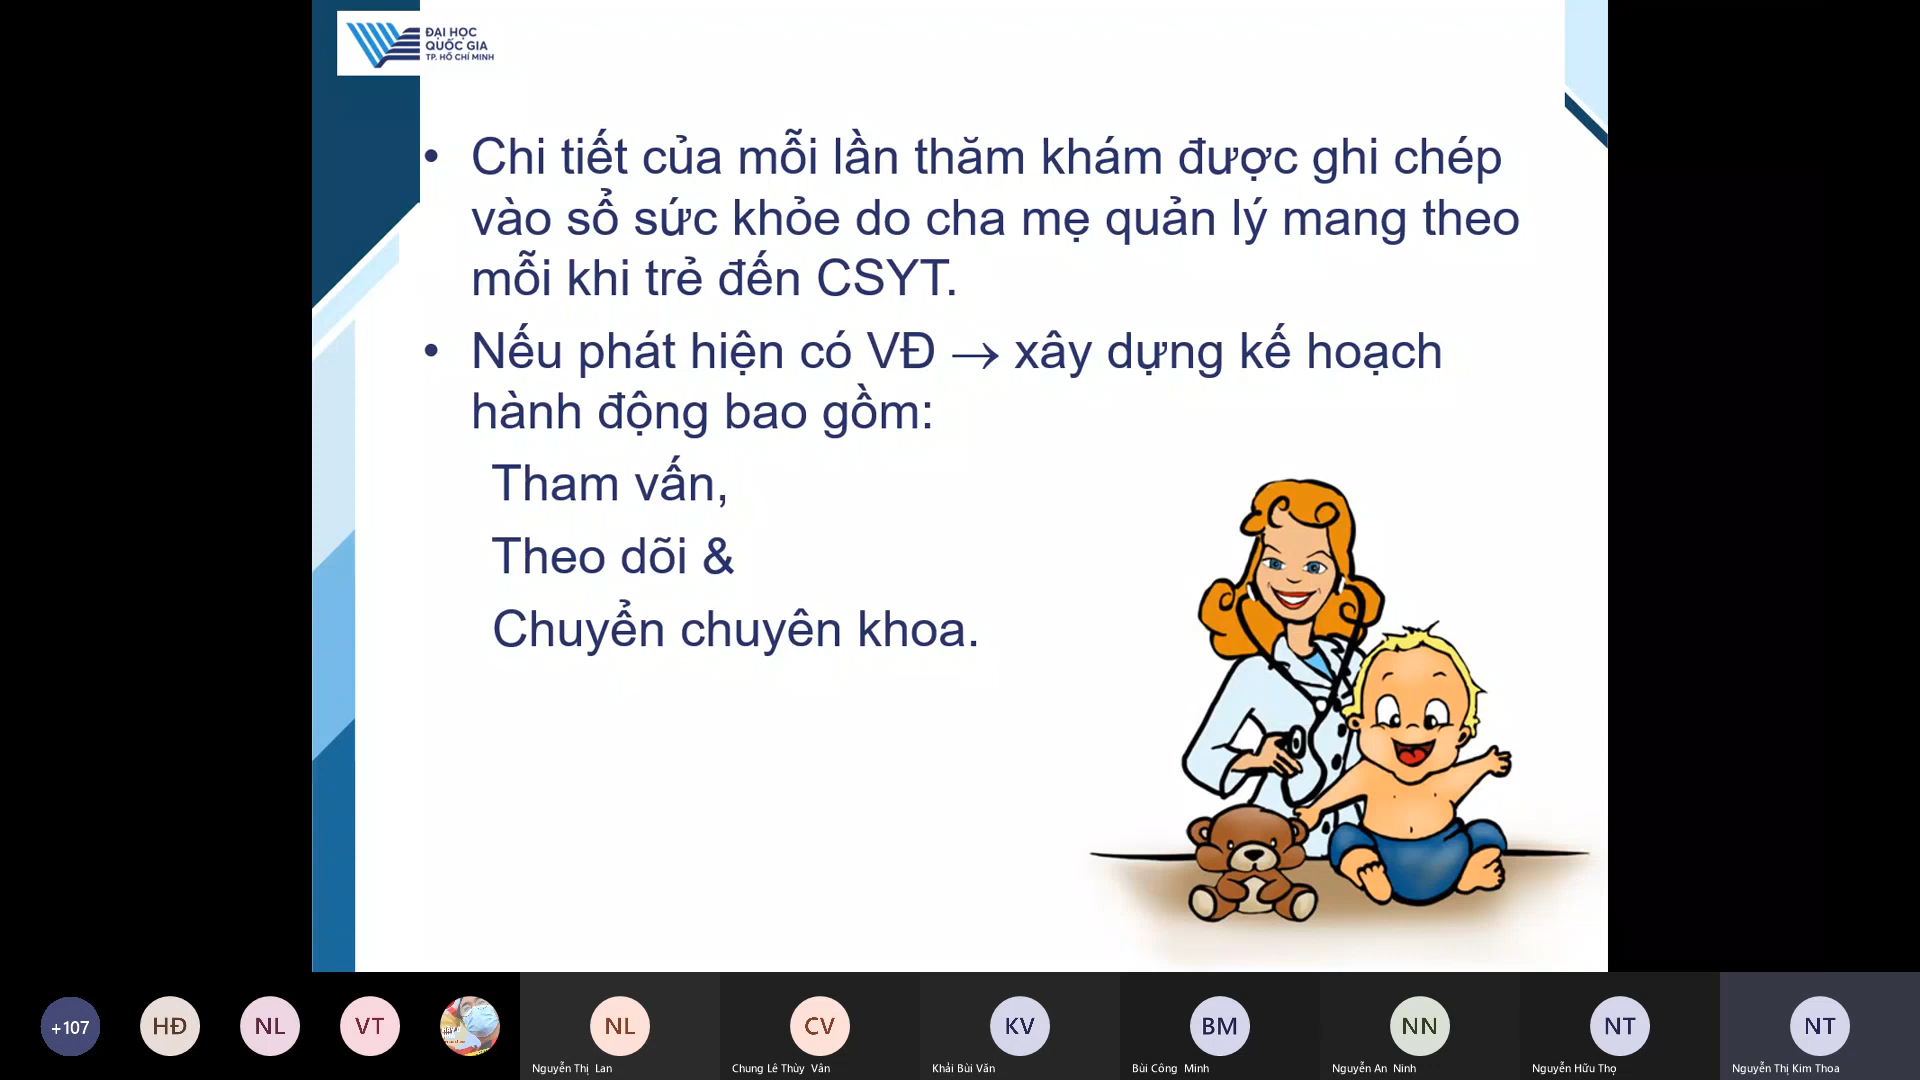 ĐẠI HỌC
QUỐC GIA
TP. HỒ CHÍ MINH
• Chi tiết của mỗi lần thăm khám được ghi chép
vào sổ sức khỏe do cha mẹ quản lý mang theo
mỗi khi trẻ đến CSYT.
• Nếu phát hiện có VĐ → xây dựng kế hoạch
hành động bao gồm:
Tham vấn,
Theo dõi &
Chuyển chuyên khoa.
+107
HĐ
NL
VT
NL
CV
KV
BM
NN
NT
NT
Nguyễn Thị Lan
Chung Lê Thùy Vân
Khải Bùi Văn
Bùi Công Minh
Nguyễn An Ninh
Nguyễn Hữu Thọ
Nguyễn Thị Kim Thoa